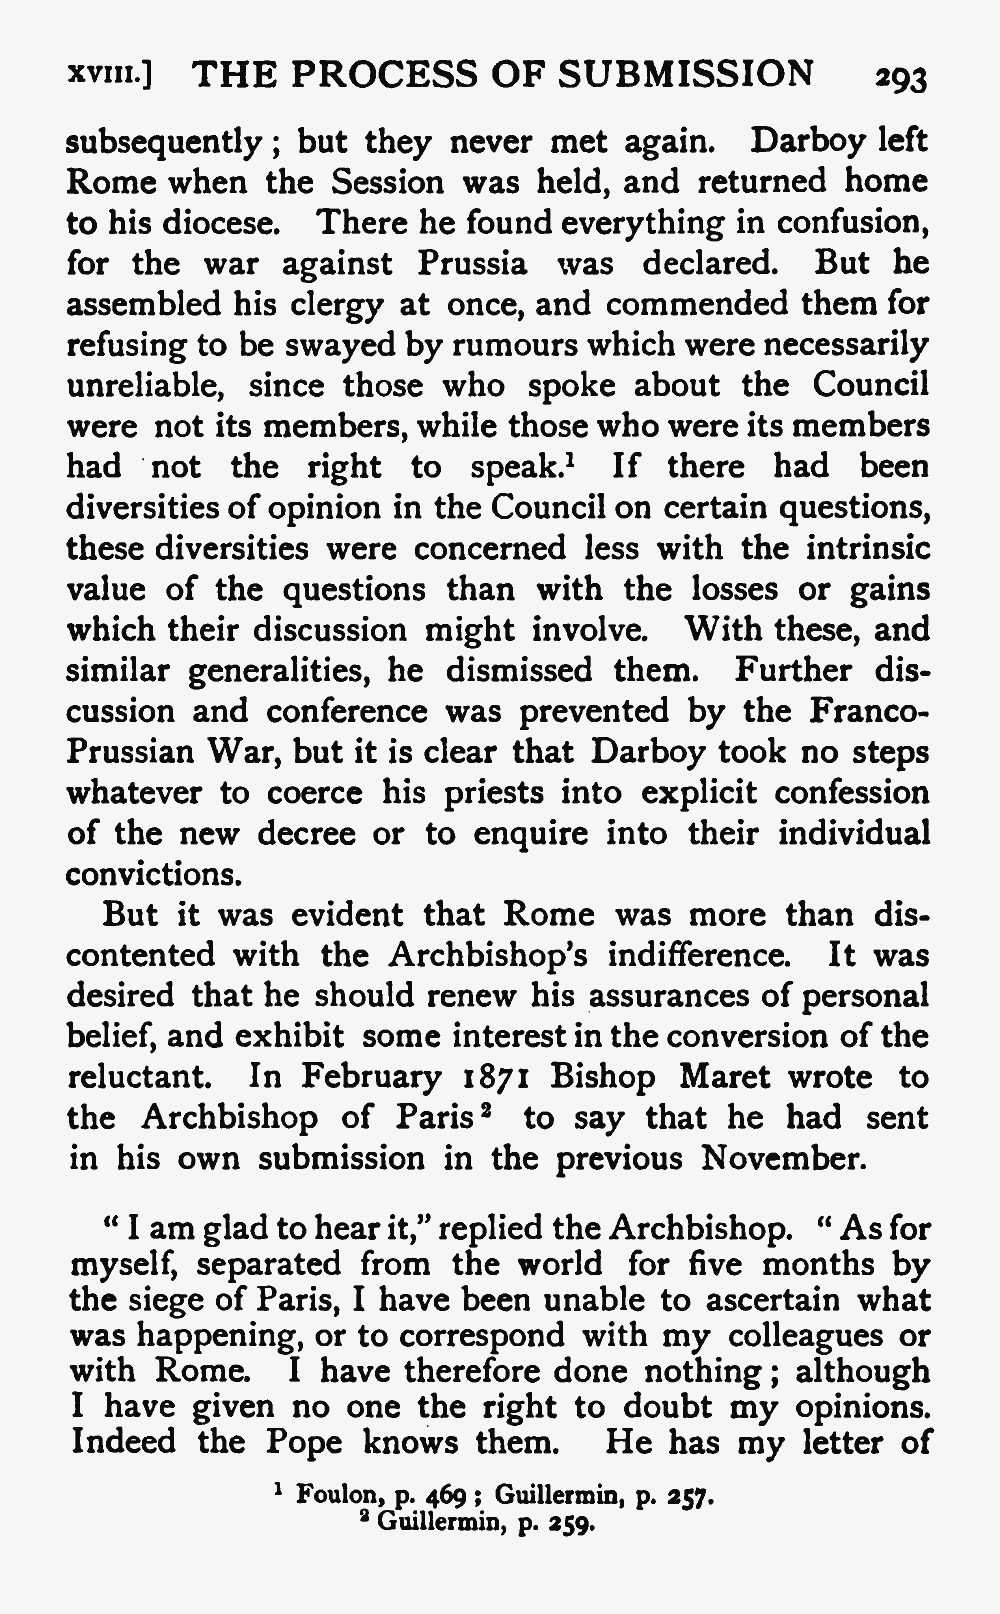 XVIII.] THE PROCESS OF SUBMISSION 293
subsequently; but they never met again. Darboy left
Rome when the Session was held, and returned home
to his diocese. There he found everything in confusion,
for the war against Prussia was declared. But he
assembled his clergy at once, and commended them for
refusing to be swayed by rumours which were necessarily
unreliable, since those who spoke about the Council
were not its members, while those who were its members
had not the right to speak.¹ If there had been
diversities of opinion in the Council on certain questions,
these diversities were concerned less with the intrinsic
value of the questions than with the losses or gains
which their discussion might involve. With these, and
similar generalities, he dismissed them. Further dis-
cussion and conference was prevented by the Franco-
Prussian War, but it is clear that Darboy took no steps
whatever to coerce his priests into explicit confession
of the new decree or to enquire into their individual
convictions.
But it was evident that Rome was more than dis-
contented with the Archbishop's indifference. It was
desired that he should renew his assurances of personal
belief, and exhibit some interest in the conversion of the
reluctant. In February 1871 Bishop Maret wrote to
the Archbishop of Paris² to say that he had sent
in his own submission in the previous November.
"I am glad to hear it," replied the Archbishop. "As for
myself, separated from the world for five months by
the siege of Paris, I have been unable to ascertain what
was happening, or to correspond with my colleagues or
with Rome. I have therefore done nothing; although
I have given no one the right to doubt my opinions.
Indeed the Pope knows them. He has my letter of
¹ Foulon, p. 469; Guillermin, p. 257.
² Guillermin, p. 259.